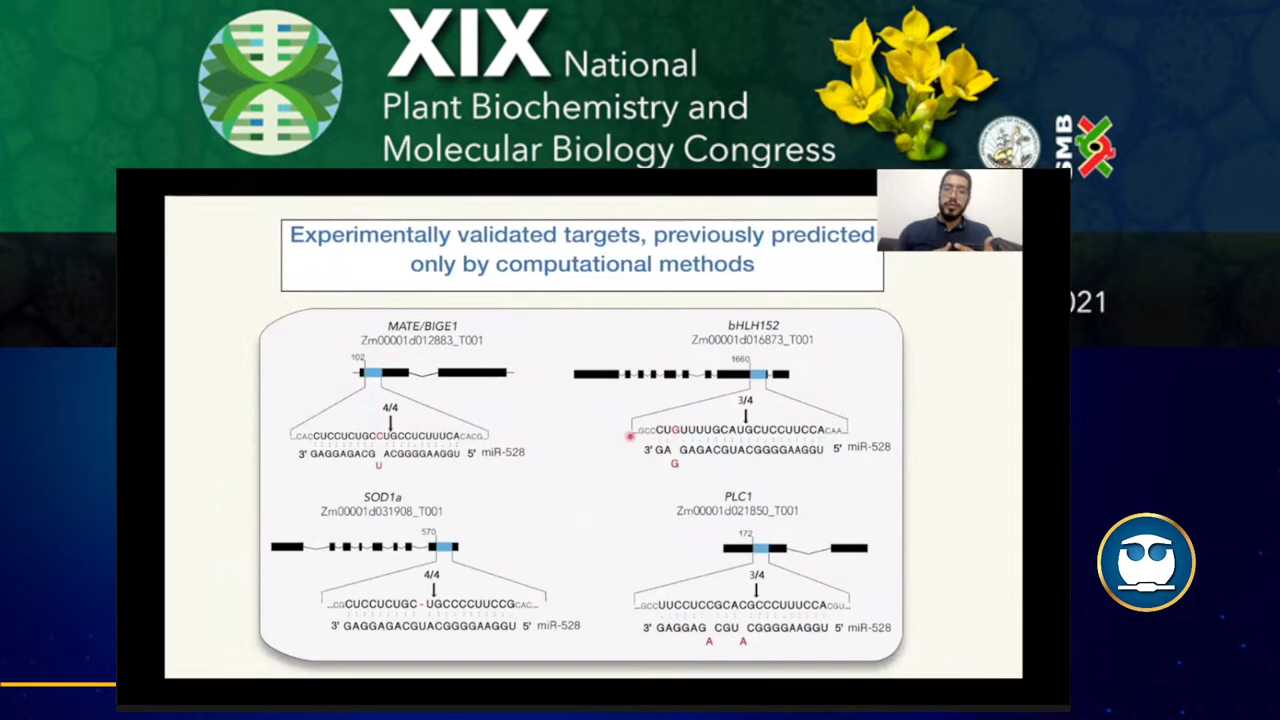 XIX National
Plant Biochemistry and
Molecular Biology Congress
SMB
021
Experimentally validated targets, previously predicted
only by computational methods
MATE/BIGE1
Zm00001d012883_T001
102
4/4
...CACCUCCUCUGCCUGCCUCUUUCACACG...
3' GAGGAGACG ACGGGGAAGGU 5' miR-528
U
bHLH152
Zm00001d016873_T001
1660
3/4
...GCCCUGUUUUGCAUGCUCCUUCCACAA...
3' GA GAGACGUACGGGGAAGGU 5' miR-528
G
SOD1a
Zm00001d031908_T001
570
4/4
...CGCUCCUCUGC-UGCCCCUUCCGCAC...
3' GAGGAGACGUACGGGGAAGGU 5' miR-528
PLC1
Zm00001d021850_T001
172
3/4
...GCCUUCCUCCGCACGCCCUUUCCACGU...
3' GAGGAG CGU CGGGGAAGGU 5' miR-528
A A